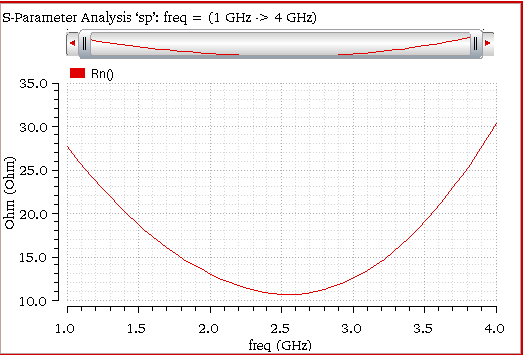 S-Parameter Analysis ‘sp’: freq = (1 GHz -> 4 GHz)
Rn()
35.0
30.0
25.0
20.0
15.0
10.0
Ohm (Ohm)
1.0 1.5 2.0 2.5 3.0 3.5 4.0
freq (GHz)